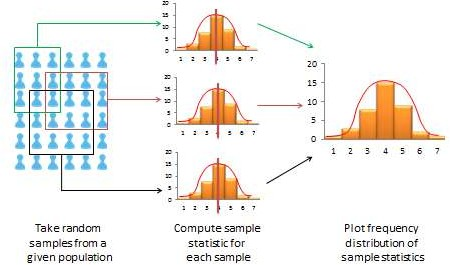 20
15
10
5
0
1 2 3 4 5 6 7
20
15
10
5
0
1 2 3 4 5 6 7
20
15
10
5
0
1 2 3 4 5 6 7
20
15
10
5
0
1 2 3 4 5 6 7
Take random
samples from a
given population
Compute sample
statistic for
each sample
Plot frequency
distribution of
sample statistics